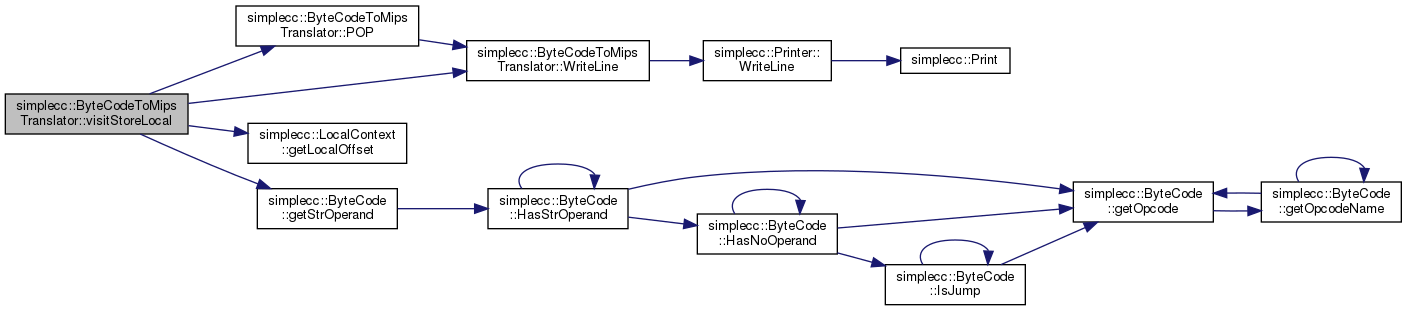 simplecc::ByteCodeToMips
Translator::visitStoreLocal
simplecc::ByteCodeToMips
Translator::POP
simplecc::ByteCodeToMips
Translator::WriteLine
simplecc::Printer::
WriteLine
simplecc::Print
simplecc::LocalContext
::getLocalOffset
simplecc::ByteCode
::getStrOperand
simplecc::ByteCode
::HasStrOperand
simplecc::ByteCode
::HasNoOperand
simplecc::ByteCode
::IsJump
simplecc::ByteCode
::getOpcode
simplecc::ByteCode
::getOpcodeName